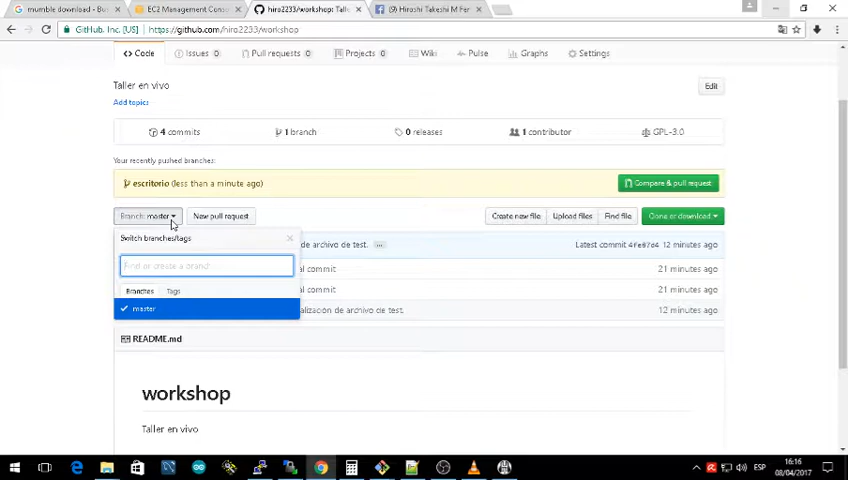 mumble download - Bu
EC2 Management Conso
hiro2233/workshop: Talle
(9) Hiroshi Takeshi M Fer
GitHub, Inc. [US]
https://github.com/hiro2233/workshop
Code
Issues 0
Pull requests 0
Projects 0
Wiki
Pulse
Graphs
Settings
Taller en vivo
Edit
Add topics
4 commits
1 branch
0 releases
1 contributor
GPL-3.0
Your recently pushed branches:
escritorio (less than a minute ago)
Compare & pull request
Branch: master
New pull request
Create new file
Upload files
Find file
Clone or download
Switch branches/tags
de archivo de test.
Latest commit 4fe97d4 12 minutes ago
Find or create a branch
al commit
21 minutes ago
Branches
Tags
al commit
21 minutes ago
master
lización de archivo de test.
12 minutes ago
README.md
workshop
Taller en vivo
ESP
16:16
08/04/2017